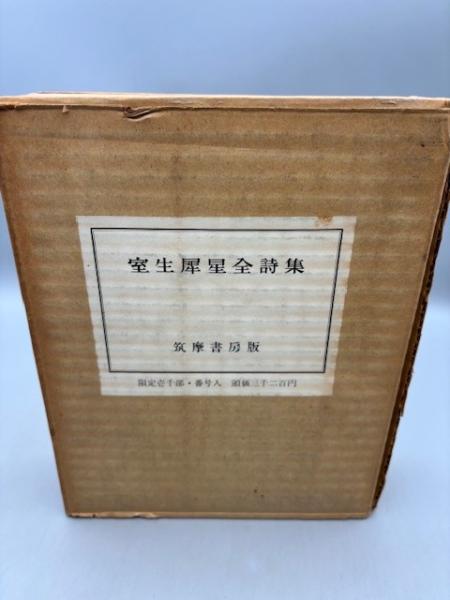 室生犀星全詩集
筑摩書房版
限定壱千部・番号入 頒価三千二百円